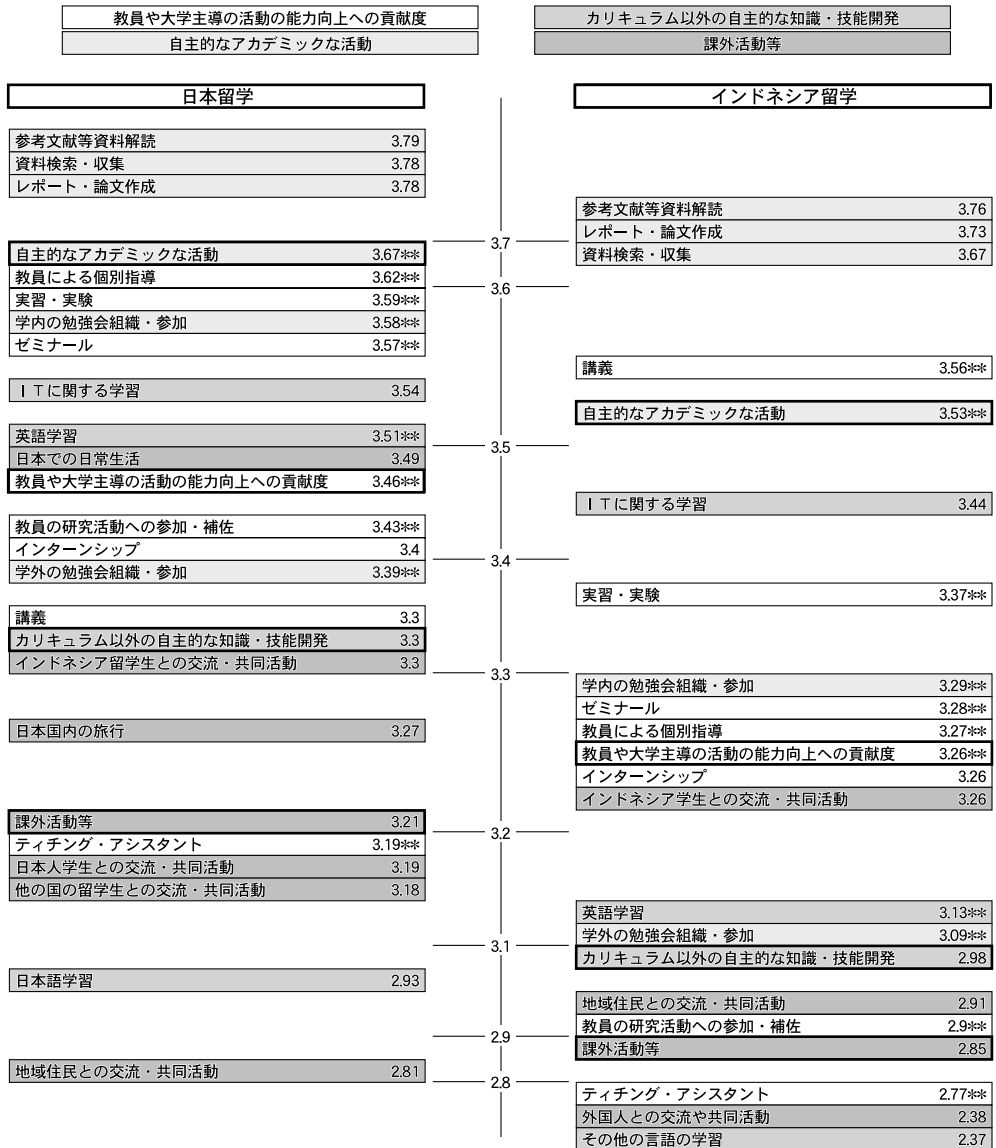 教員や大学主導の活動の能力向上への貢献度
自主的なアカデミックな活動
カリキュラム以外の自主的な知識・技能開発
課外活動等
日本留学
参考文献等資料解読 3.79
資料検索・収集 3.78
レポート・論文作成 3.78
自主的なアカデミックな活動 3.67**
教員による個別指導 3.62**
実習・実験 3.59**
学内の勉強会組織・参加 3.58**
ゼミナール 3.57**
ITに関する学習 3.54
英語学習 3.51**
日本での日常生活 3.49
教員や大学主導の活動の能力向上への貢献度 3.46**
教員の研究活動への参加・補佐 3.43**
インターンシップ 3.4
学外の勉強会組織・参加 3.39**
講義 3.3
カリキュラム以外の自主的な知識・技能開発 3.3
インドネシア留学生との交流・共同活動 3.3
日本国内の旅行 3.27
課外活動等 3.21
ティチング・アシスタント 3.19**
日本人学生との交流・共同活動 3.19
他の国の留学生との交流・共同活動 3.18
日本語学習 2.93
地域住民との交流・共同活動 2.81
3.7
3.6
3.5
3.4
3.3
3.2
3.1
2.9
2.8
インドネシア留学
参考文献等資料解読 3.76
レポート・論文作成 3.73
資料検索・収集 3.67
講義 3.56**
自主的なアカデミックな活動 3.53**
ITに関する学習 3.44
実習・実験 3.37**
学内の勉強会組織・参加 3.29**
ゼミナール 3.28**
教員による個別指導 3.27**
教員や大学主導の活動の能力向上への貢献度 3.26**
インターンシップ 3.26
インドネシア学生との交流・共同活動 3.26
英語学習 3.13**
学外の勉強会組織・参加 3.09**
カリキュラム以外の自主的な知識・技能開発 2.98
地域住民との交流・共同活動 2.91
教員の研究活動への参加・補佐 2.9**
課外活動等 2.85
ティチング・アシスタント 2.77**
外国人との交流や共同活動 2.38
その他の言語の学習 2.37